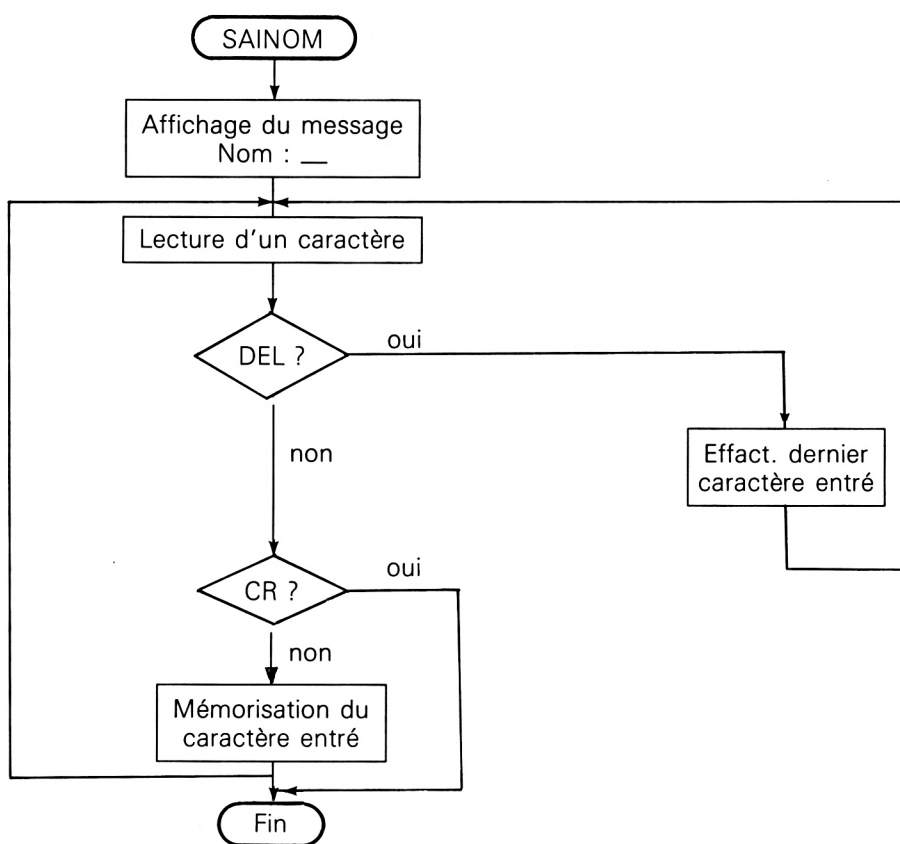 SAINOM
Affichage du message
Nom : __
Lecture d'un caractère
DEL ?
oui
non
Effact. dernier
caractère entré
CR ?
oui
non
Mémorisation du
caractère entré
Fin